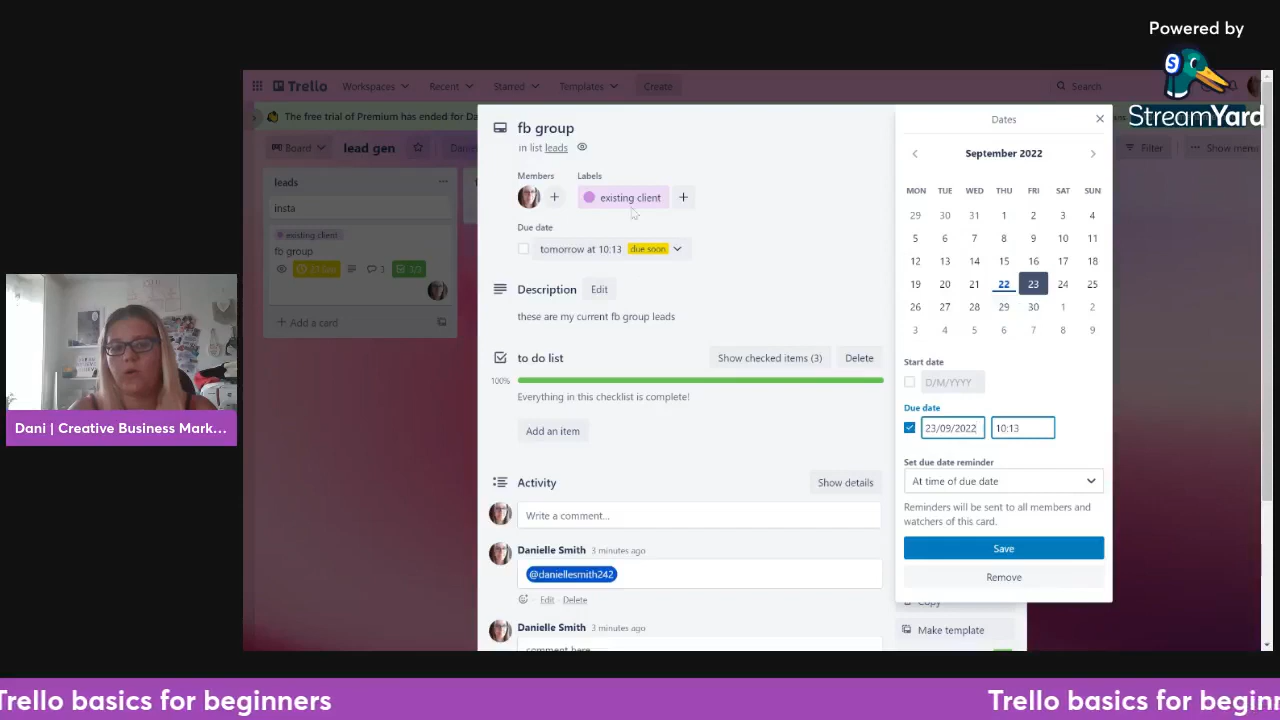 Powered by
StreamYard
Trello Workspaces Recent Starred Templates Create Search
The free trial of Premium has ended for Da
Board lead gen Filter Show menu
leads
insta
existing client
fb group
3 3/3
Add a card
fb group
in list leads
Members Labels
existing client
Due date
tomorrow at 10:13 due soon
Description Edit
these are my current fb group leads
to do list Show checked items (3) Delete
100%
Everything in this checklist is complete!
Add an item
Activity Show details
Write a comment...
Danielle Smith 3 minutes ago
@daniellesmith242
Edit Delete
Danielle Smith 3 minutes ago
comment here
Dates
September 2022
MON TUE WED THU FRI SAT SUN
29 30 31 1 2 3 4
5 6 7 8 9 10 11
12 13 14 15 16 17 18
19 20 21 22 23 24 25
26 27 28 29 30 1 2
3 4 5 6 7 8 9
Start date
D/M/YYYY
Due date
23/09/2022 10:13
Set due date reminder
At time of due date
Reminders will be sent to all members and
watchers of this card.
Save
Remove
Copy
Make template
Dani | Creative Business Mark...
Trello basics for beginners Trello basics for beginn